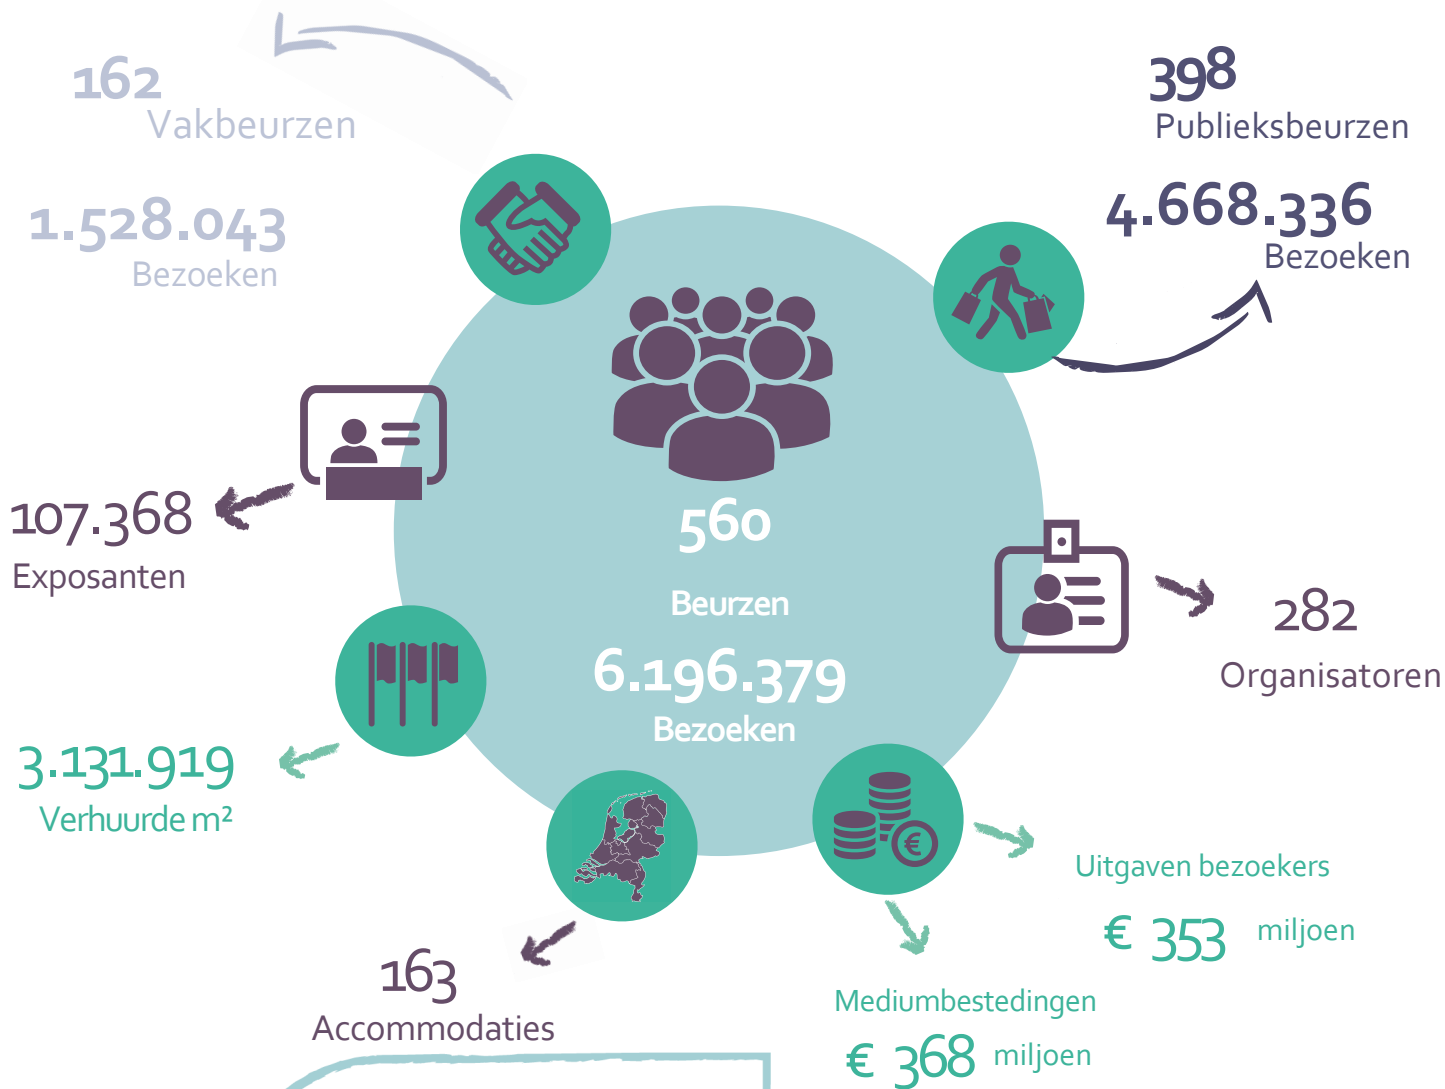 162
Vakbeurzen
1.528.043
Bezoeken
398
Publieksbeurzen
4.668.336
Bezoeken
107.368
Exposanten
560
Beurzen
6.196.379
Bezoeken
282
Organisatoren
3.131.919
Verhuurde m²
163
Accommodaties
Uitgaven bezoekers
€ 353 miljoen
Mediumbestedingen
€ 368 miljoen